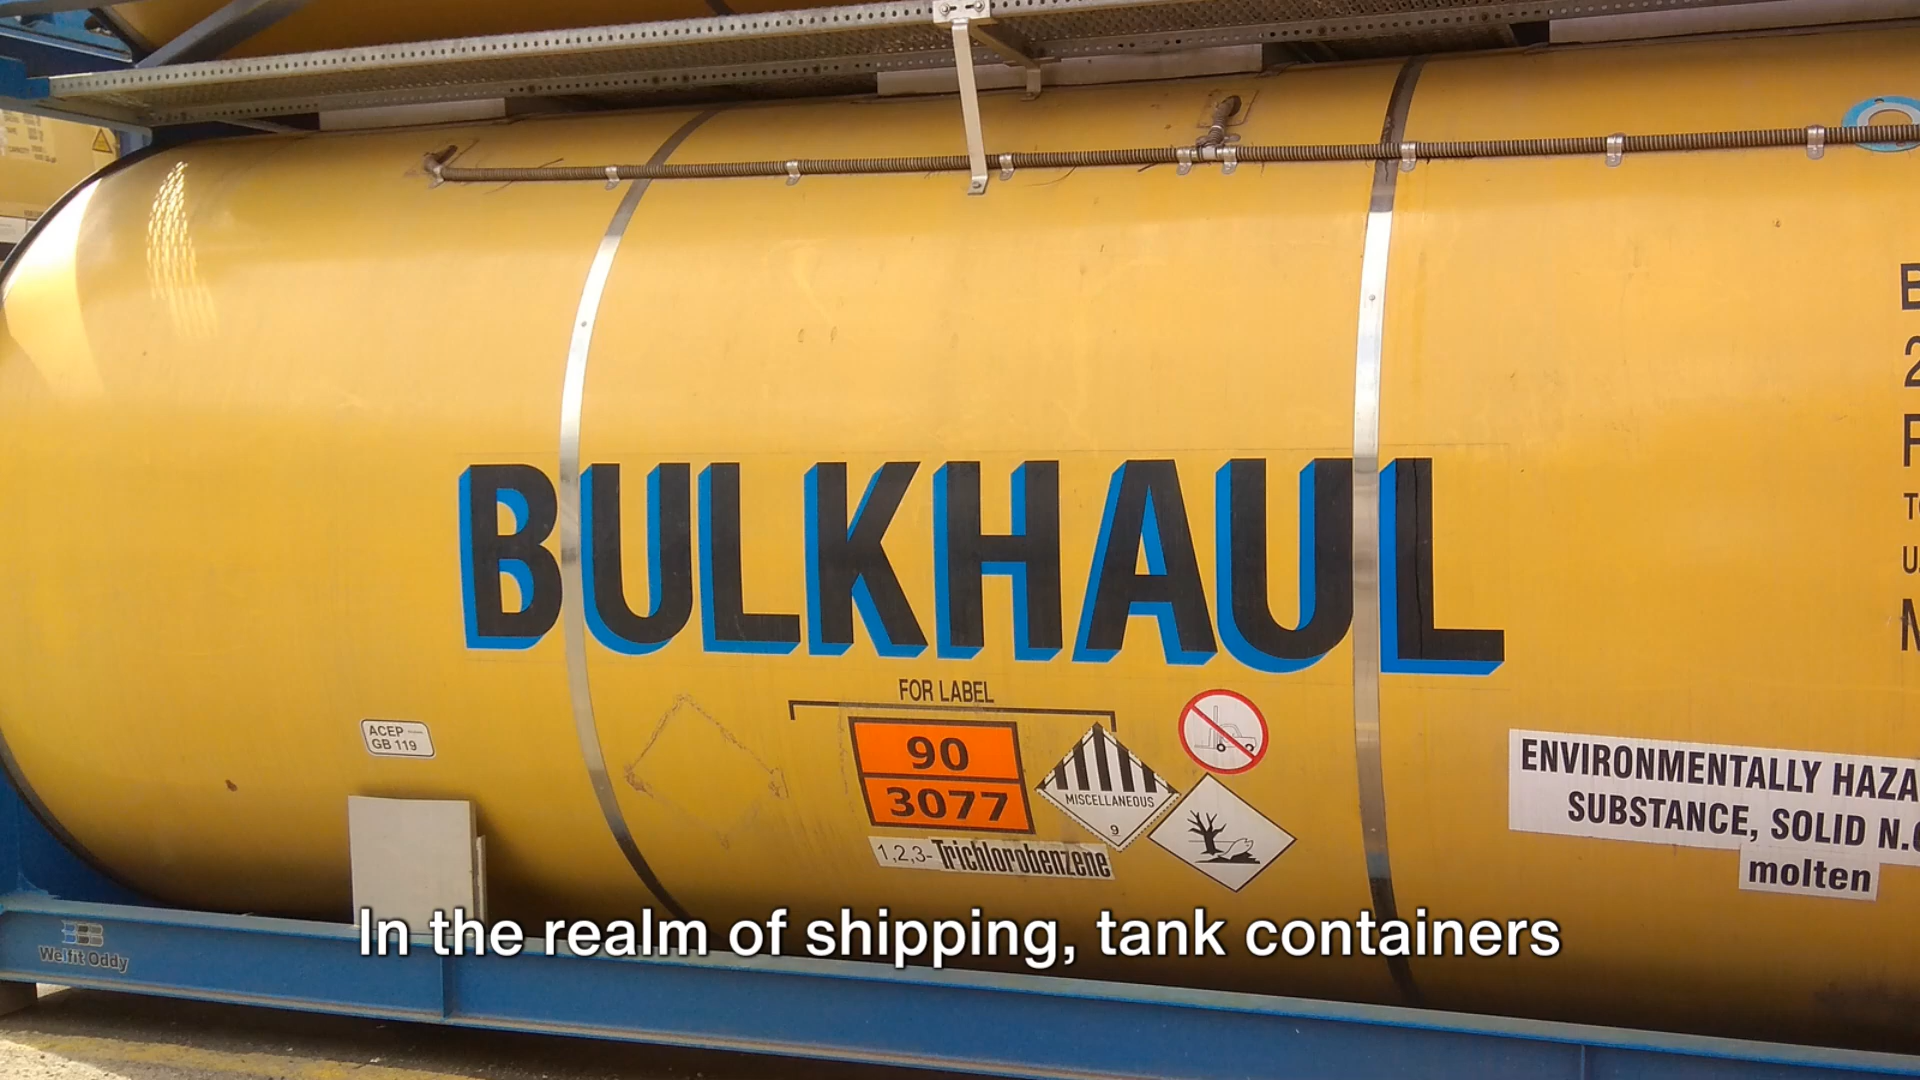 CAPACITY
BULKHAUL
FOR LABEL
ACEP
GB 119
90
3077
MISCELLANEOUS
9
1,2,3- Trichlorobenzene
ENVIRONMENTALLY HAZA
SUBSTANCE, SOLID N.
molten
In the realm of shipping, tank containers
Welfit Oddy